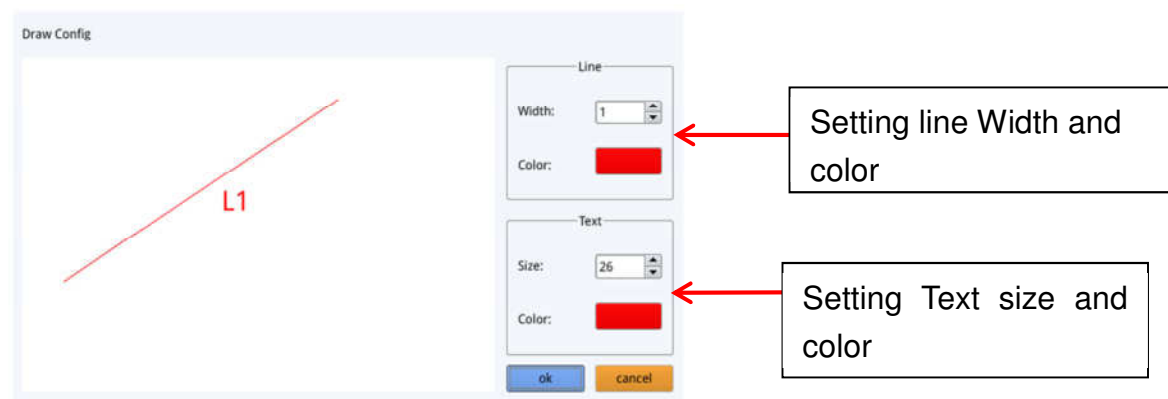 Draw Config
Line
Width: 1
Color:
L1
Text
Size: 26
Color:
ok cancel
Setting line Width and
color
Setting Text size and
color